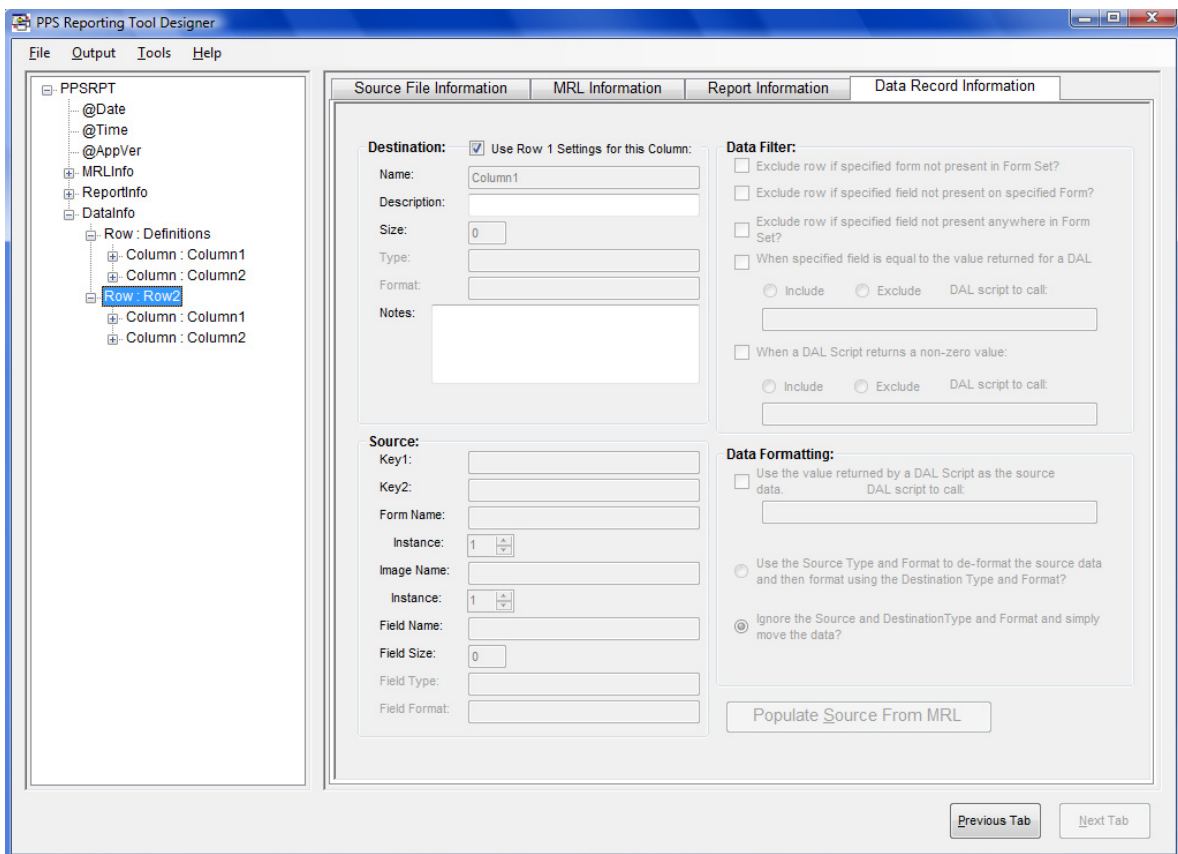 PPS Reporting Tool Designer
File Output Tools Help
PPSRPT
@Date
@Time
@AppVer
MRLInfo
ReportInfo
DataInfo
Row : Definitions
Column : Column1
Column : Column2
Row : Row2
Column : Column1
Column : Column2
Source File Information MRL Information Report Information Data Record Information
Destination: Use Row 1 Settings for this Column:
Name: Column1
Description:
Size: 0
Type:
Format:
Notes:
Source:
Key1:
Key2:
Form Name:
Instance: 1
Image Name:
Instance: 1
Field Name:
Field Size: 0
Field Type:
Field Format:
Data Filter:
Exclude row if specified form not present in Form Set?
Exclude row if specified field not present on specified Form?
Exclude row if specified field not present anywhere in Form
Set?
When specified field is equal to the value returned for a DAL
Include Exclude DAL script to call:
When a DAL Script returns a non-zero value:
Include Exclude DAL script to call:
Data Formatting:
Use the value returned by a DAL Script as the source
data. DAL script to call:
Use the Source Type and Format to de-format the source data
and then format using the Destination Type and Format?
Ignore the Source and DestinationType and Format and simply
move the data?
Populate Source From MRL
Previous Tab Next Tab